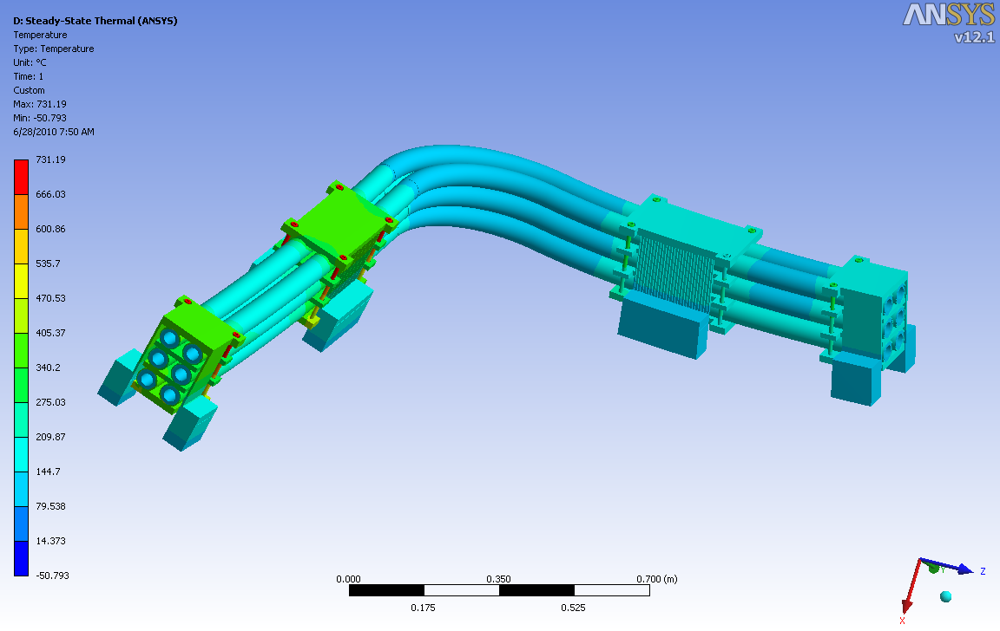 D: Steady-State Thermal (ANSYS)
Temperature
Type: Temperature
Unit: °C
Time: 1
Custom
Max: 731.19
Min: -50.793
6/28/2010 7:50 AM
ANSYS
v12.1
731.19
666.03
600.86
535.7
470.53
405.37
340.2
275.03
209.87
144.7
79.538
14.373
-50.793
0.000 0.350 0.700 (m)
0.175 0.525
Y
Z
X